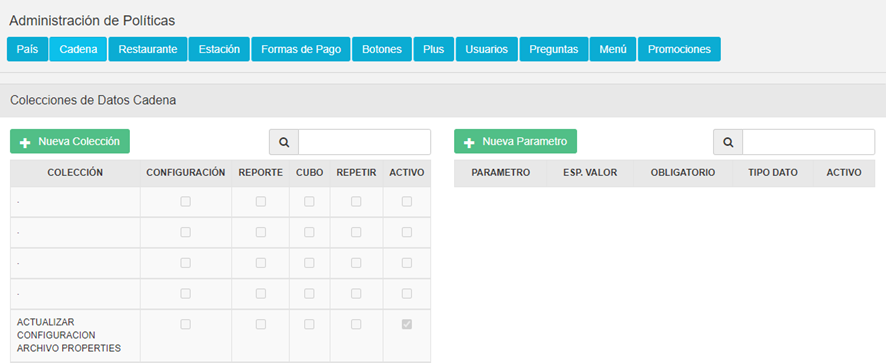 Administración de Políticas
País Cadena Restaurante Estación Formas de Pago Botones Plus Usuarios Preguntas Menú Promociones
Colecciones de Datos Cadena
Nueva Colección
Nueva Parametro
COLECCIÓN CONFIGURACIÓN REPORTE CUBO REPETIR ACTIVO
PARAMETRO ESP. VALOR OBLIGATORIO TIPO DATO ACTIVO
.
.
.
.
ACTUALIZAR
CONFIGURACION
ARCHIVO PROPERTIES